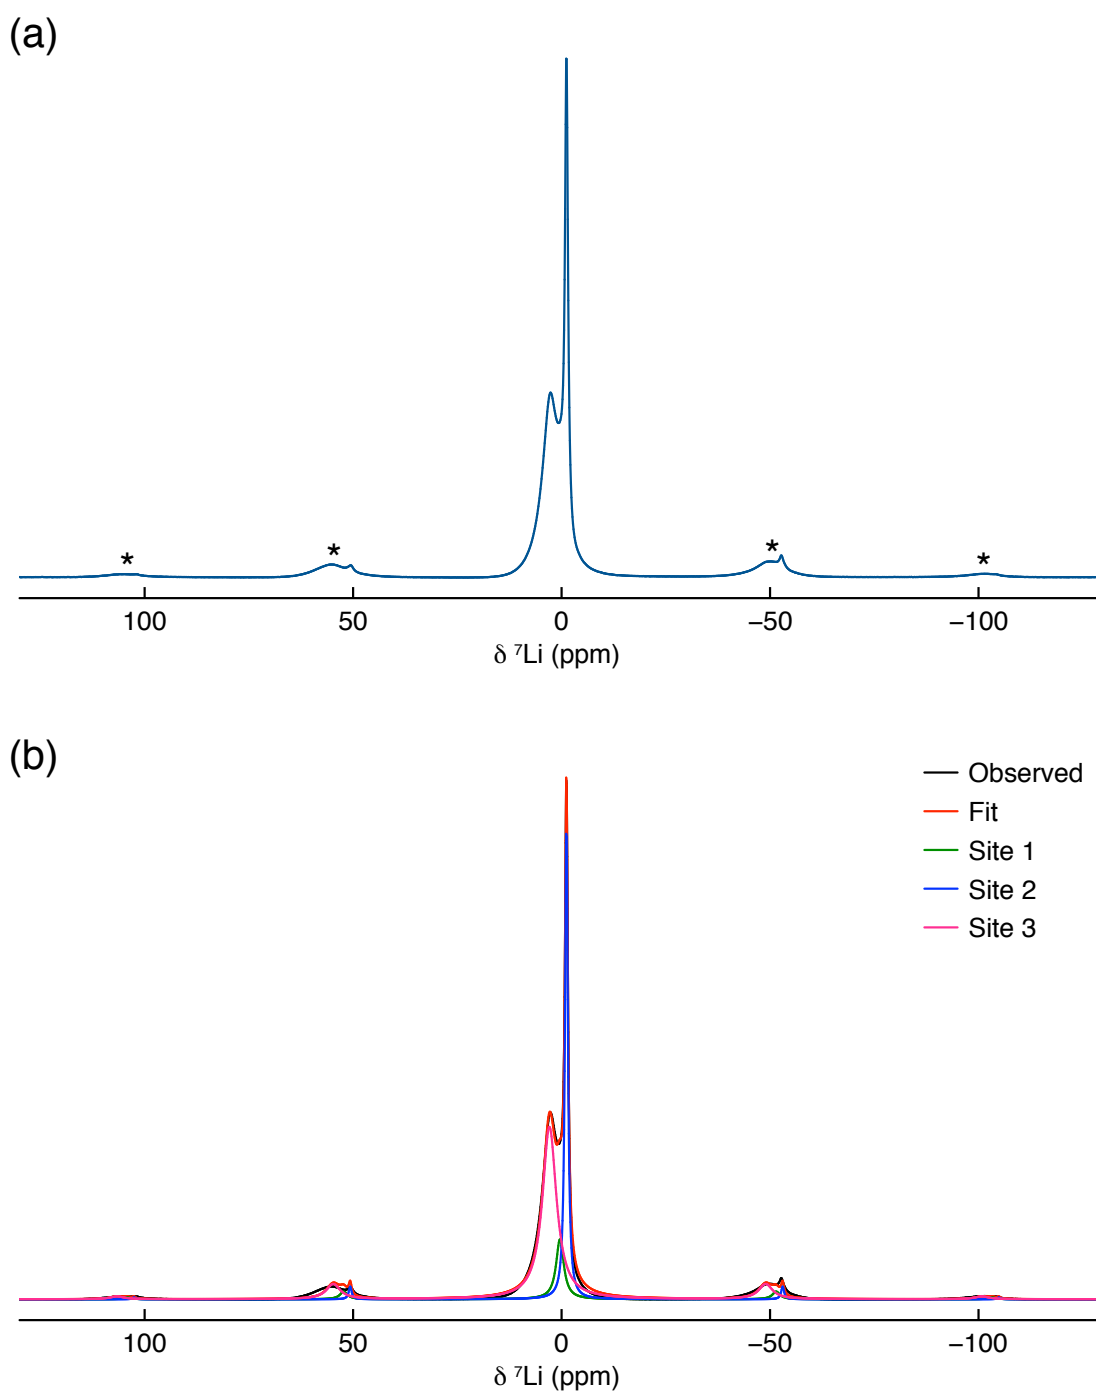 (a)
* * * *
100 50 0 −50 −100
δ ⁷Li (ppm)
(b)
Observed
Fit
Site 1
Site 2
Site 3
100 50 0 −50 −100
δ ⁷Li (ppm)